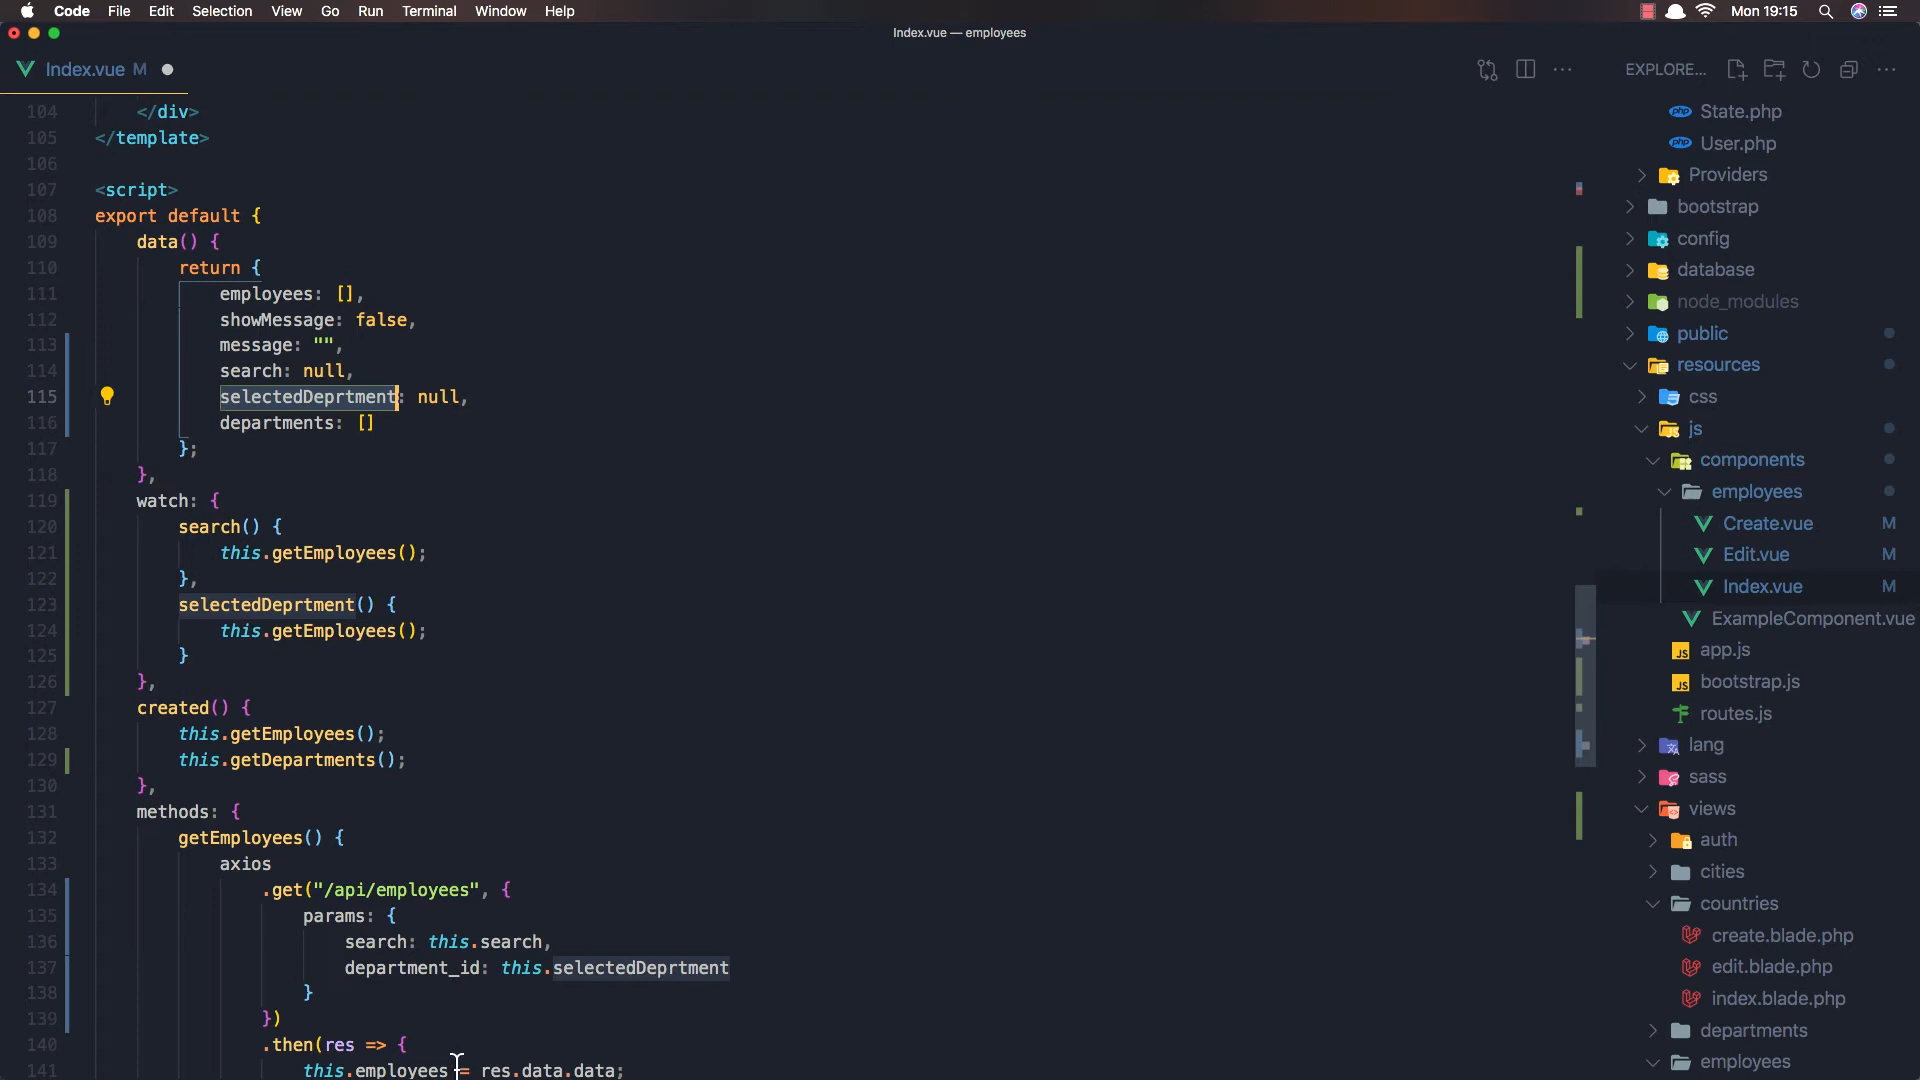 Code File Edit Selection View Go Run Terminal Window Help Mon 19:15
Index.vue — employees
Index.vue M
EXPLORE...
104 </div>
105 </template>
106
107 <script>
108 export default {
109 data() {
110 return {
111 employees: [],
112 showMessage: false,
113 message: "",
114 search: null,
115 selectedDeprtment: null,
116 departments: []
117 };
118 },
119 watch: {
120 search() {
121 this.getEmployees();
122 },
123 selectedDeprtment() {
124 this.getEmployees();
125 }
126 },
127 created() {
128 this.getEmployees();
129 this.getDepartments();
130 },
131 methods: {
132 getEmployees() {
133 axios
134 .get("/api/employees", {
135 params: {
136 search: this.search,
137 department_id: this.selectedDeprtment
138 }
139 })
140 .then(res => {
141 this.employees = res.data.data;
php State.php
php User.php
Providers
bootstrap
config
database
node_modules
public
resources
css
JS js
components
employees
Create.vue M
Edit.vue M
Index.vue M
ExampleComponent.vue
JS app.js
JS bootstrap.js
routes.js
lang
sass
views
auth
cities
countries
create.blade.php
edit.blade.php
index.blade.php
departments
employees